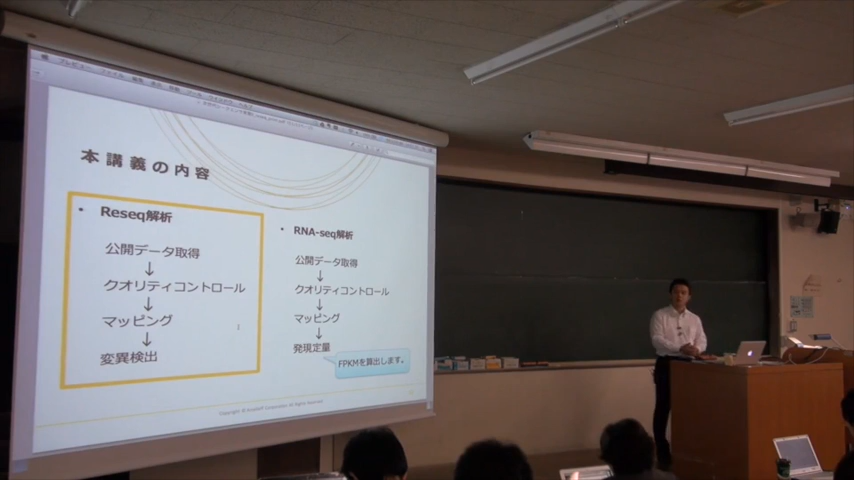 本講義の内容
• Reseq解析
公開データ取得
↓
クオリティコントロール
↓
マッピング
↓
変異検出
• RNA-seq解析
公開データ取得
↓
クオリティコントロール
↓
マッピング
↓
発現定量
FPKMを算出します。